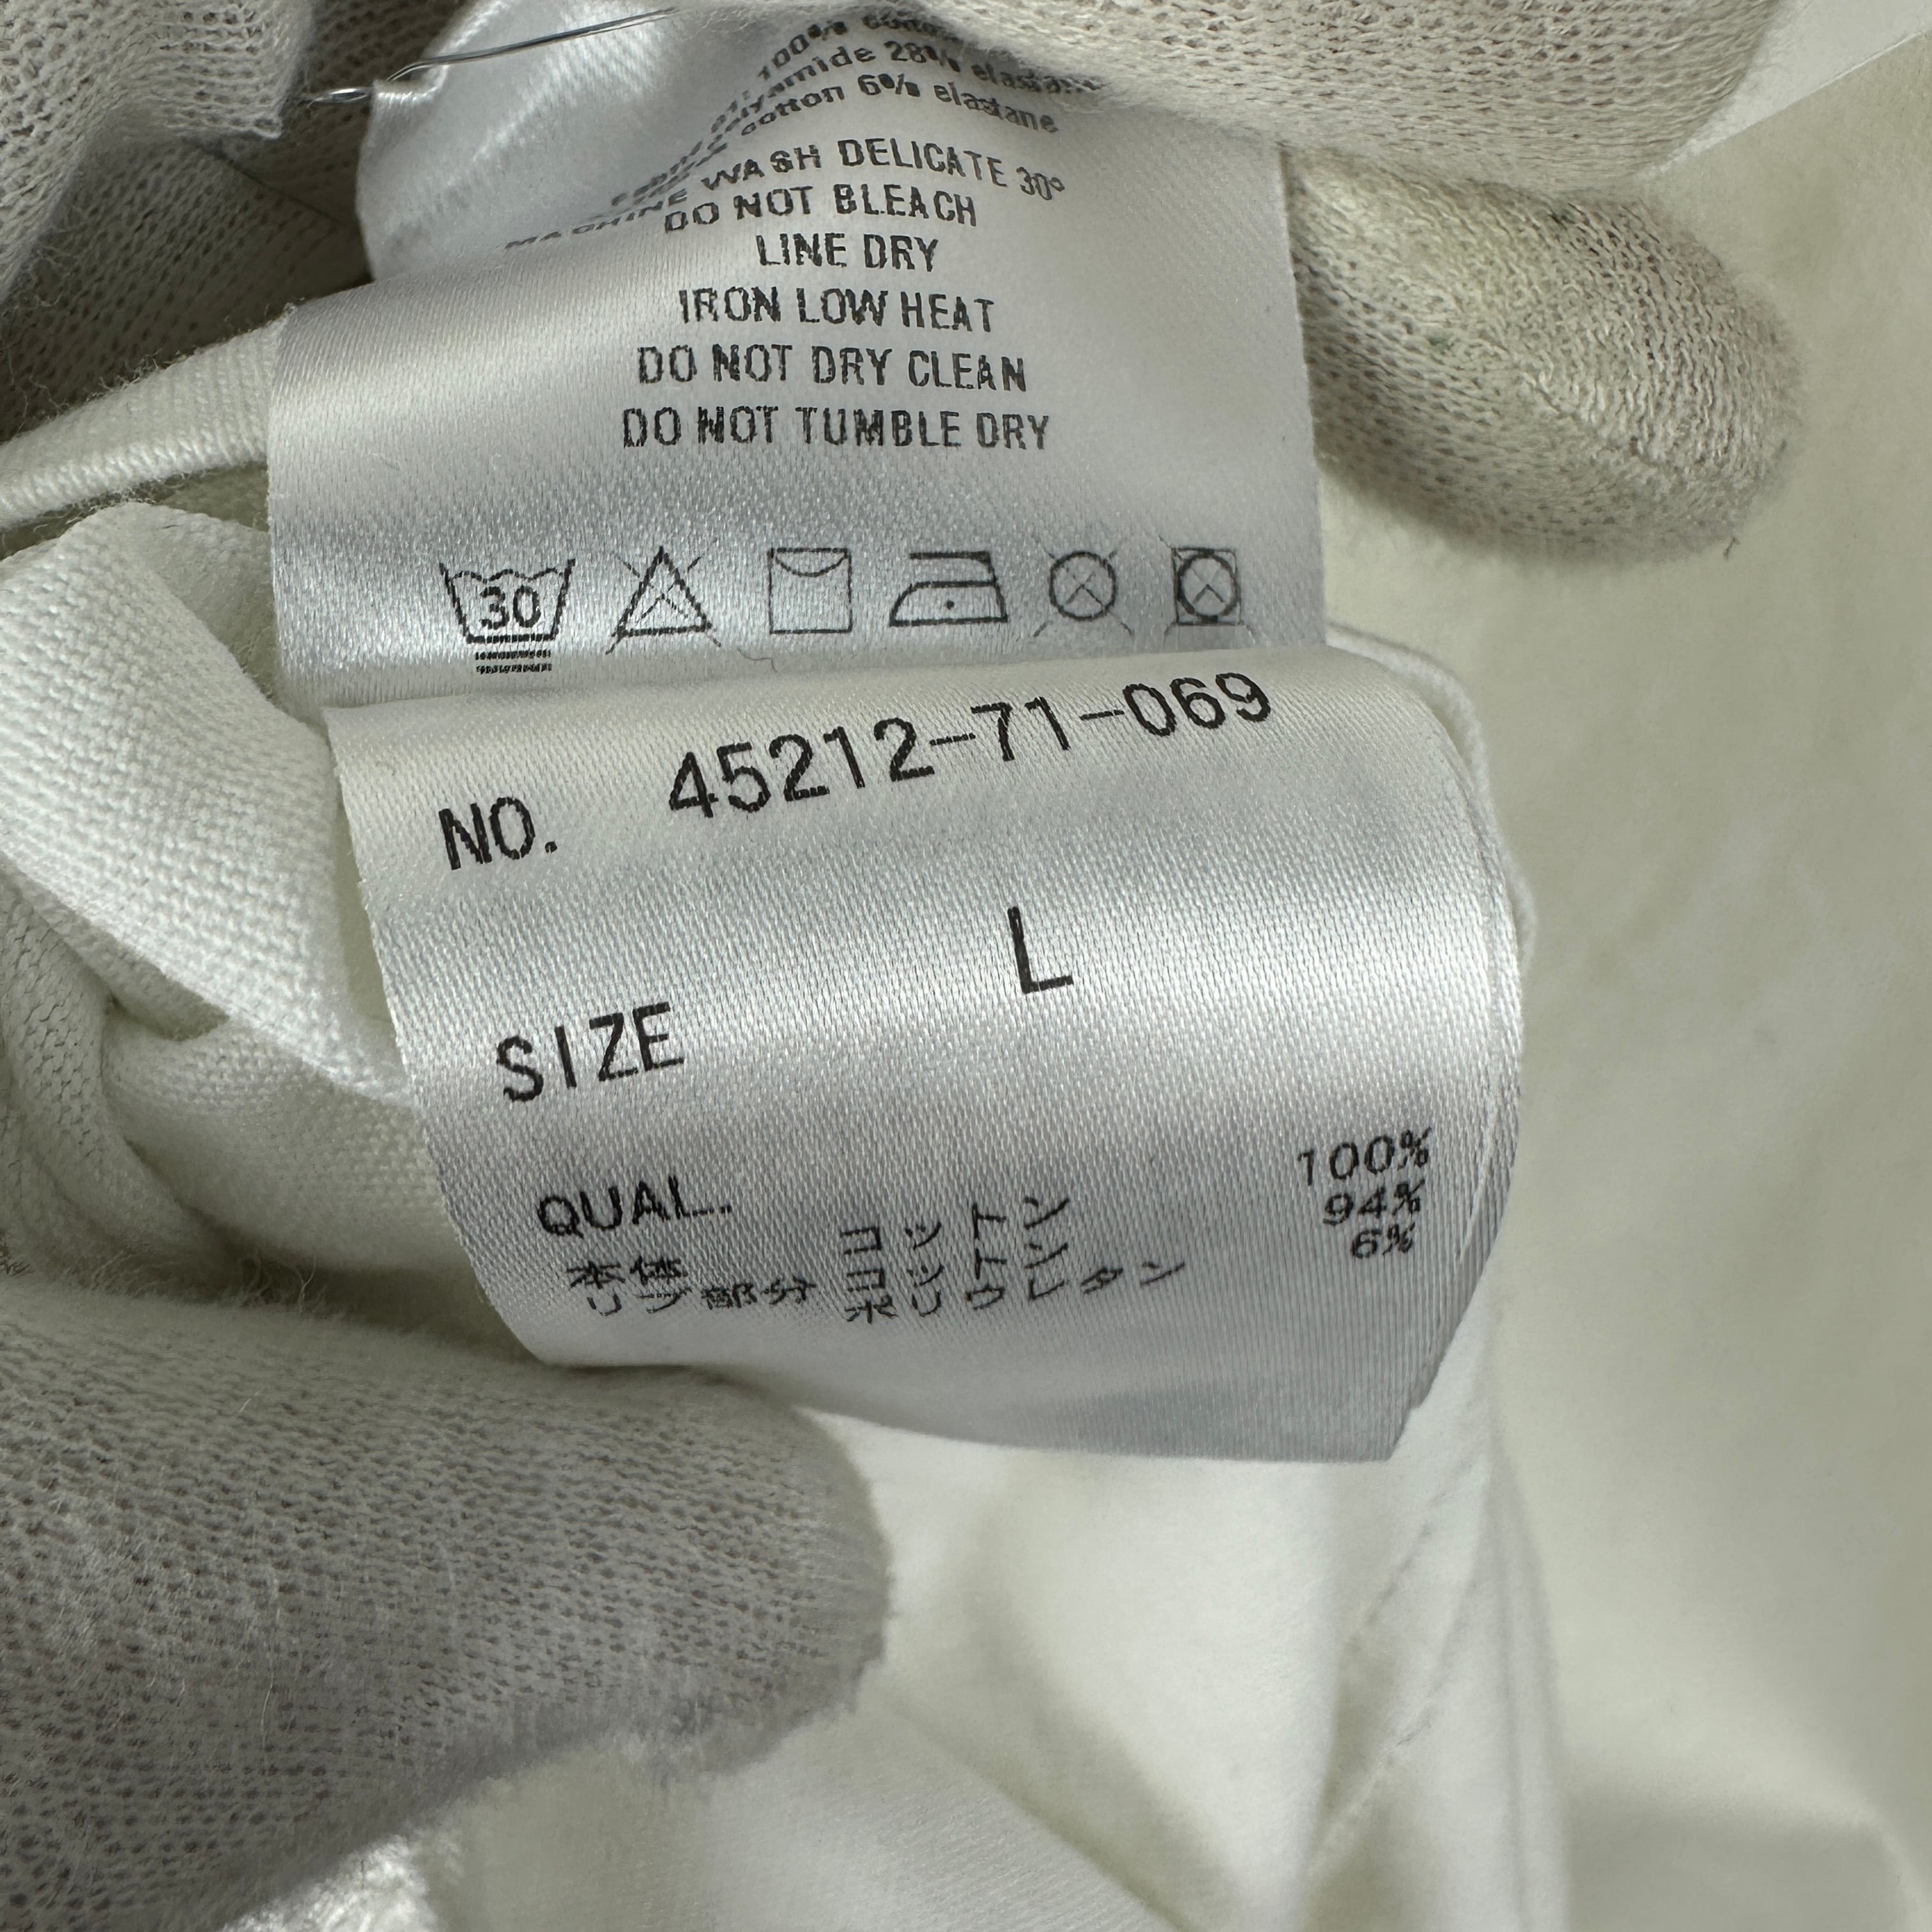 100% cotton
polyamide 28% elastane
cotton 6% elastane
MACHINE WASH DELICATE 30°
DO NOT BLEACH
LINE DRY
IRON LOW HEAT
DO NOT DRY CLEAN
DO NOT TUMBLE DRY
30
NO. 45212-71-069
SIZE L
QUAL.
本体 コットン 100%
リブ部分 コットン 94%
ポリウレタン 6%